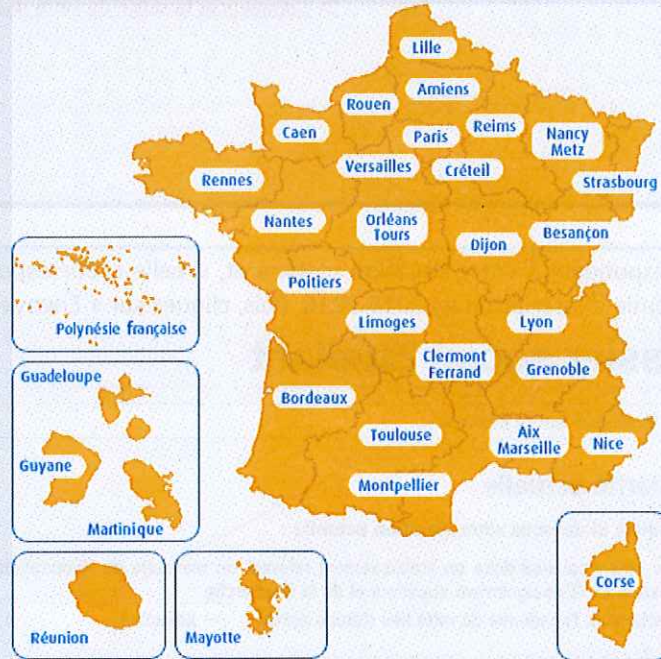 Lille
Amiens
Rouen
Reims
Caen
Paris
Nancy
Metz
Versailles
Créteil
Rennes
Strasbourg
Nantes
Orléans
Tours
Besançon
Dijon
Poitiers
Polynésie française
Limoges
Lyon
Clermont
Ferrand
Grenoble
Guadeloupe
Bordeaux
Toulouse
Aix
Marseille
Nice
Guyane
Montpellier
Martinique
Corse
Réunion
Mayotte